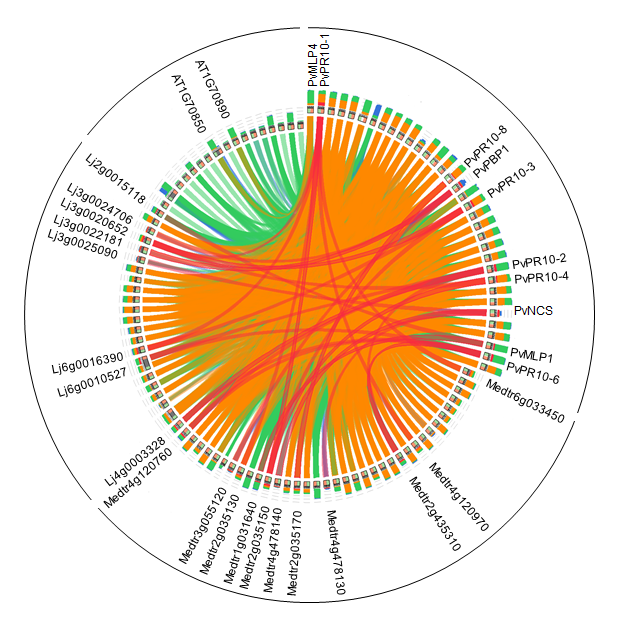 PvMLP4
PvPR10-1
PvPR10-8
PvPBP1
PvPR10-3
PvPR10-2
PvPR10-4
PvNCS
PvMLP1
PvPR10-6
Medtr6g033450
Medtr4g120970
Medtr2g435310
Medtr4g478130
Medtr2g035170
Medtr4g478140
Medtr2g035150
Medtr1g031640
Medtr2g035130
Medtr3g055120
Medtr4g120760
Lj4g0003328
Lj6g0010527
Lj6g0016390
Lj3g0025090
Lj3g0022181
Lj3g0020652
Lj3g0024706
Lj2g0015118
AT1G70850
AT1G70890